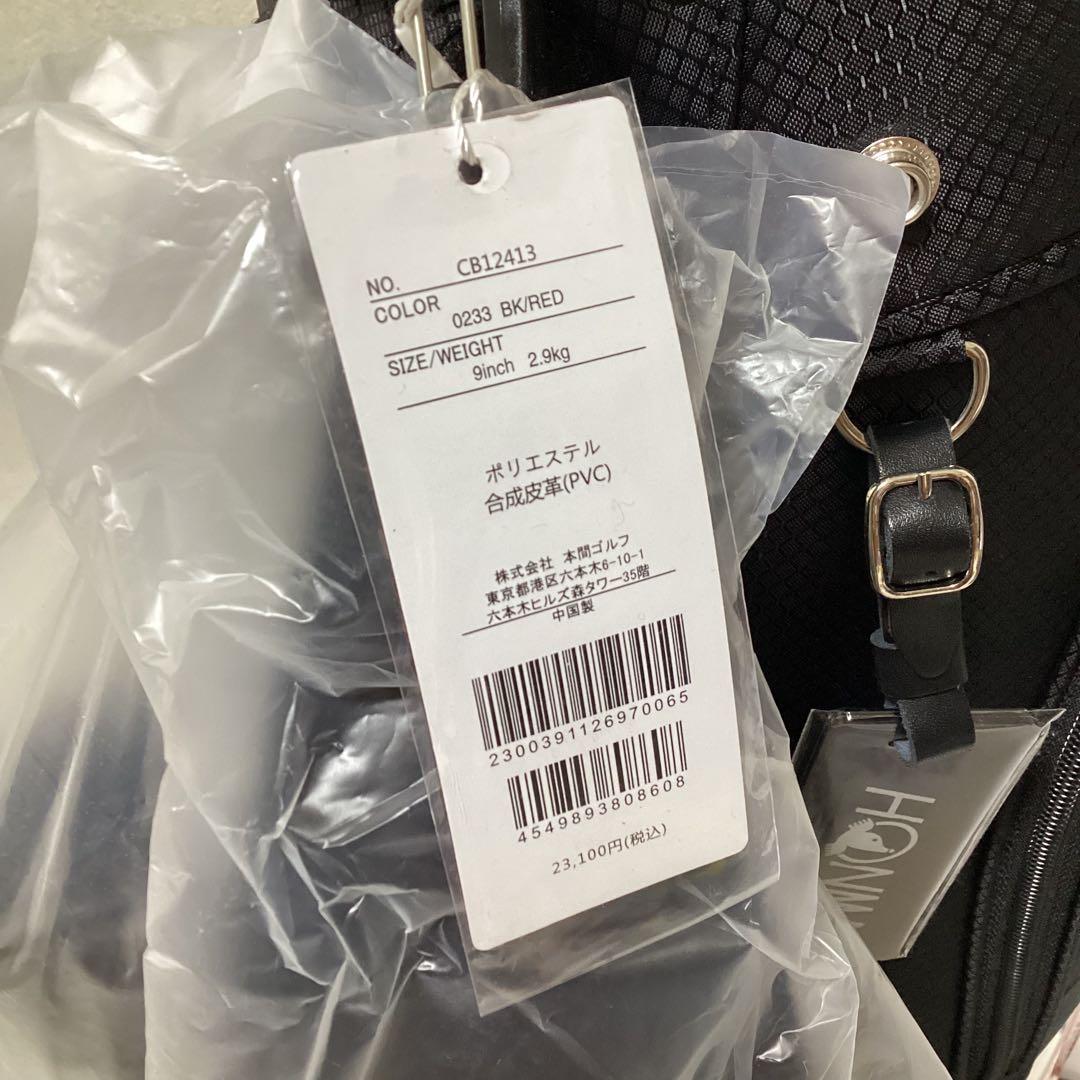 NO. CB12413
COLOR
0233 BK/RED
SIZE/WEIGHT
9inch 2.9kg
ポリエステル
合成皮革(PVC)
株式会社 本間ゴルフ
東京都港区六本木6-10-1
六本木ヒルズ森タワー35階
中国製
2300391126970065
4549893808608
23,100円(税込)